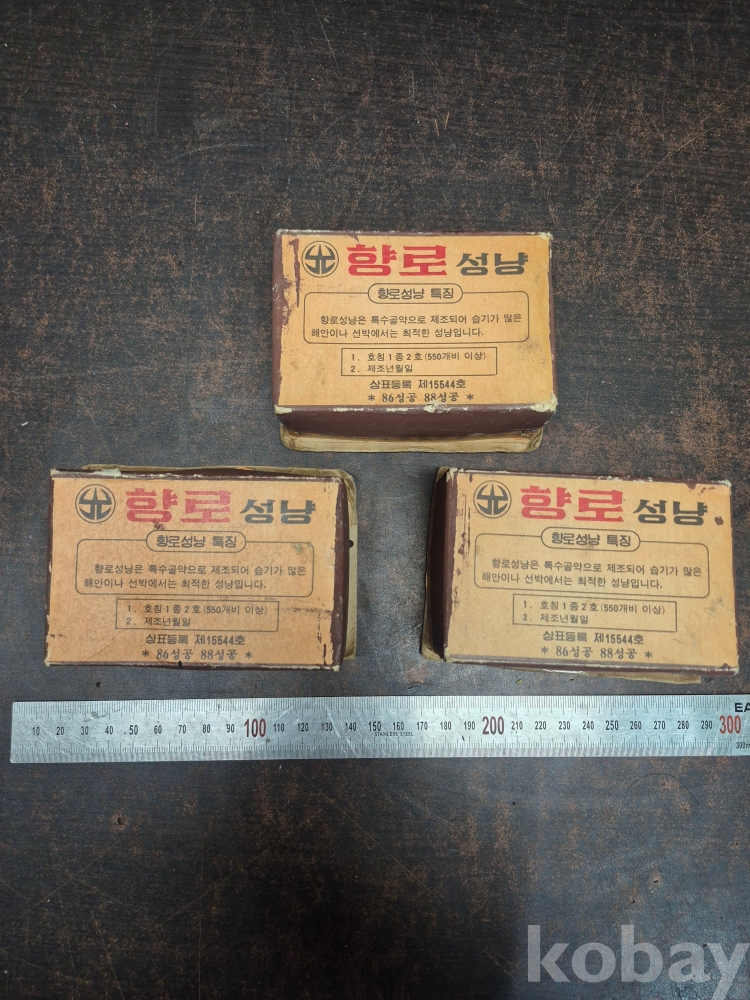 향로 성냥
향로성냥 특징
향로성냥은 특수골약으로 제조되어 습기가 많은
해안이나 선박에서는 최적한 성냥입니다.
1. 호칭 1종 2호 (550개비 이상)
2. 제조년월일
상표등록 제15544호
* 86성공 88성공 *
향로 성냥
향로성냥 특징
향로성냥은 특수골약으로 제조되어 습기가 많은
해안이나 선박에서는 최적한 성냥입니다.
1. 호칭 1종 2호 (550개비 이상)
2. 제조년월일
상표등록 제15544호
* 86성공 88성공 *
향로 성냥
향로성냥 특징
향로성냥은 특수골약으로 제조되어 습기가 많은
해안이나 선박에서는 최적한 성냥입니다.
1. 호칭 1종 2호 (550개비 이상)
2. 제조년월일
상표등록 제15544호
* 86성공 88성공 *
EA
10 20 30 40 50 60 70 80 90 100 110 120 130 140 150 160 170 180 190 200 210 220 230 240 250 260 270 280 290 300
STAINLESS STEEL
300m
kobay